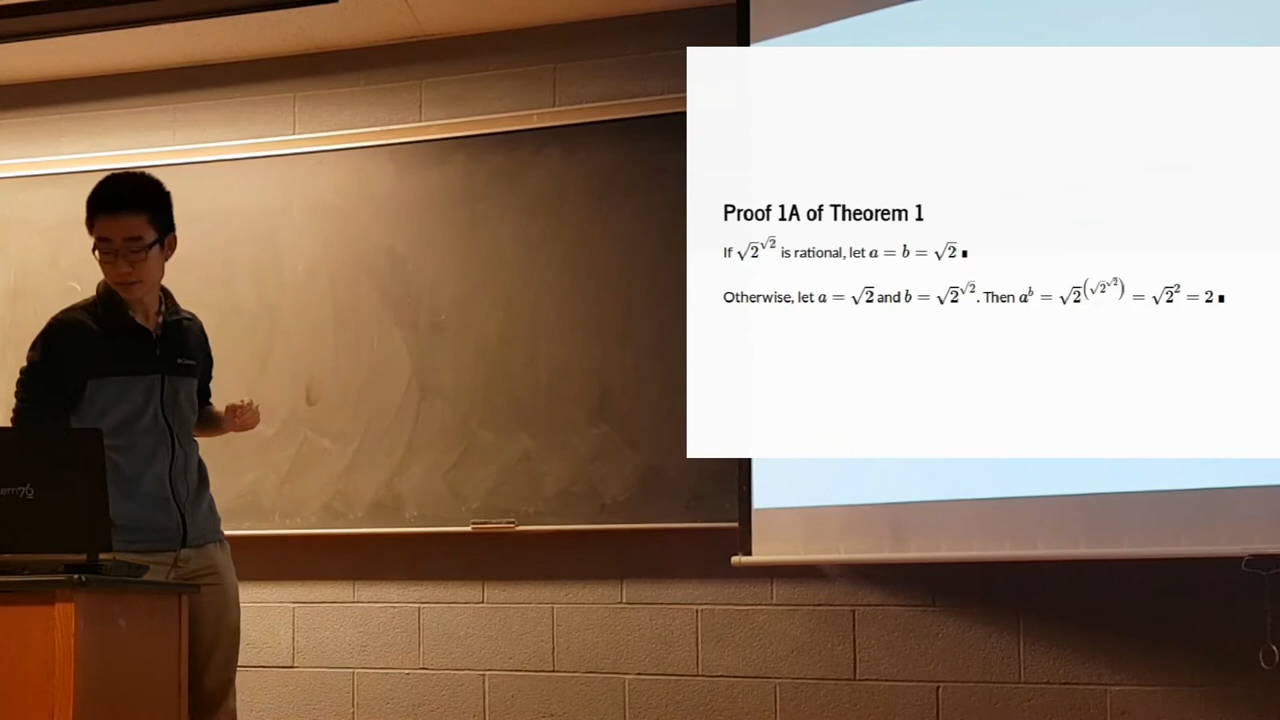 Proof 1A of Theorem 1
If √2^√2 is rational, let a = b = √2 ∎
Otherwise, let a = √2 and b = √2^√2. Then a^b = √2^(√2^√2) = √2^2 = 2 ∎